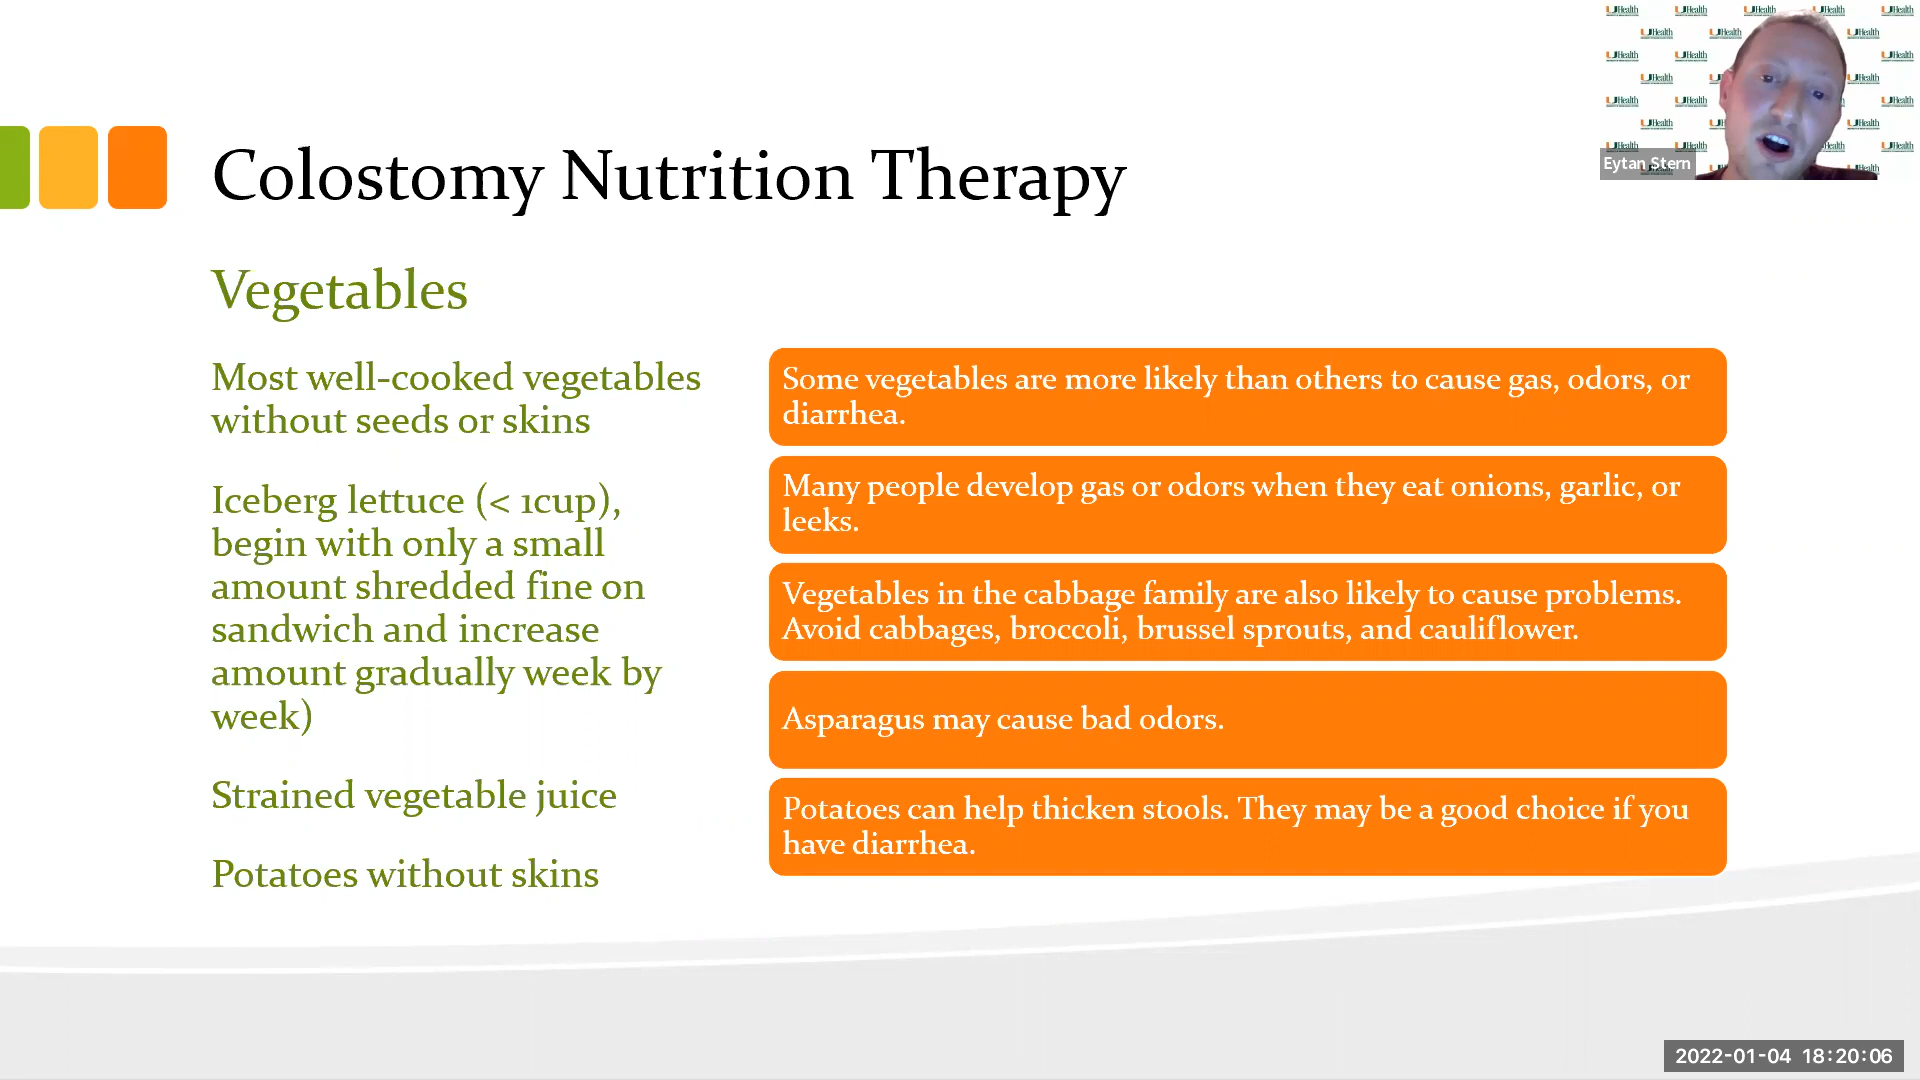 Colostomy Nutrition Therapy
Vegetables
Most well-cooked vegetables
without seeds or skins
Iceberg lettuce (< 1cup),
begin with only a small
amount shredded fine on
sandwich and increase
amount gradually week by
week)
Strained vegetable juice
Potatoes without skins
Some vegetables are more likely than others to cause gas, odors, or
diarrhea.
Many people develop gas or odors when they eat onions, garlic, or
leeks.
Vegetables in the cabbage family are also likely to cause problems.
Avoid cabbages, broccoli, brussel sprouts, and cauliflower.
Asparagus may cause bad odors.
Potatoes can help thicken stools. They may be a good choice if you
have diarrhea.
UHealth
Eytan Stern
2022-01-04 18:20:06